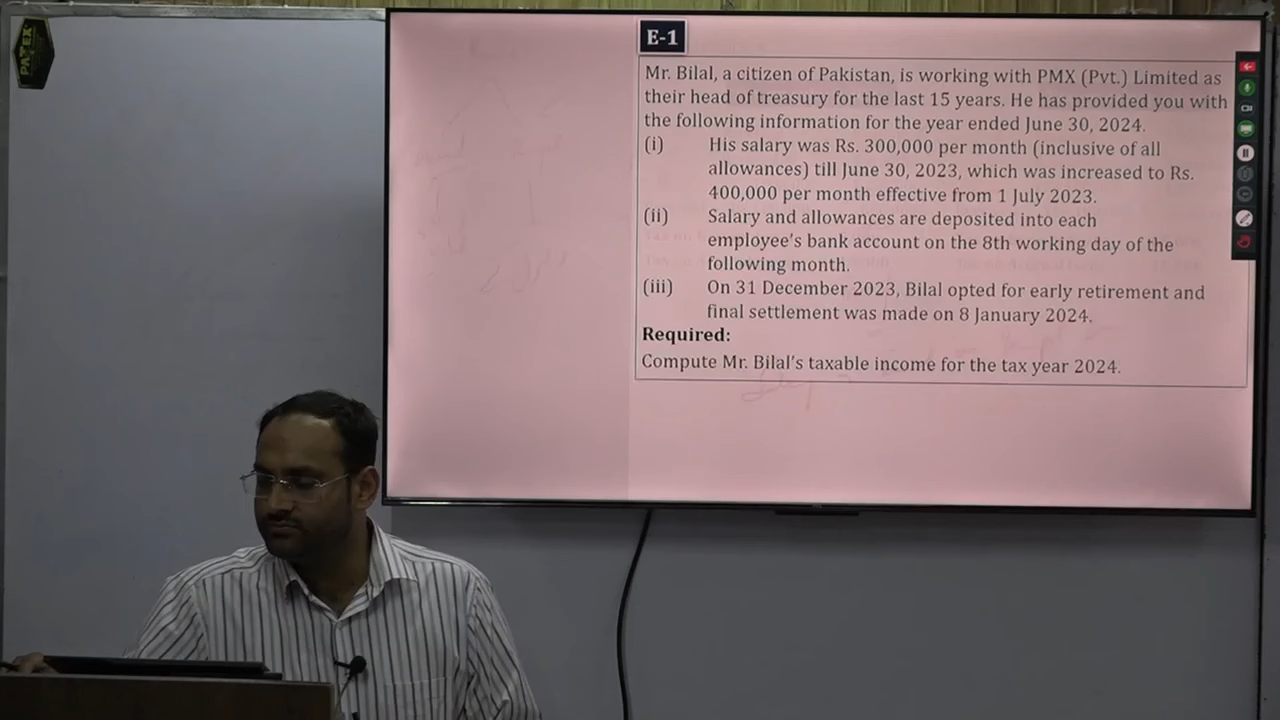 PATEX
E-1
Mr. Bilal, a citizen of Pakistan, is working with PMX (Pvt.) Limited as
their head of treasury for the last 15 years. He has provided you with
the following information for the year ended June 30, 2024.
(i) His salary was Rs. 300,000 per month (inclusive of all
allowances) till June 30, 2023, which was increased to Rs.
400,000 per month effective from 1 July 2023.
(ii) Salary and allowances are deposited into each
employee's bank account on the 8th working day of the
following month.
(iii) On 31 December 2023, Bilal opted for early retirement and
final settlement was made on 8 January 2024.
Required:
Compute Mr. Bilal's taxable income for the tax year 2024.